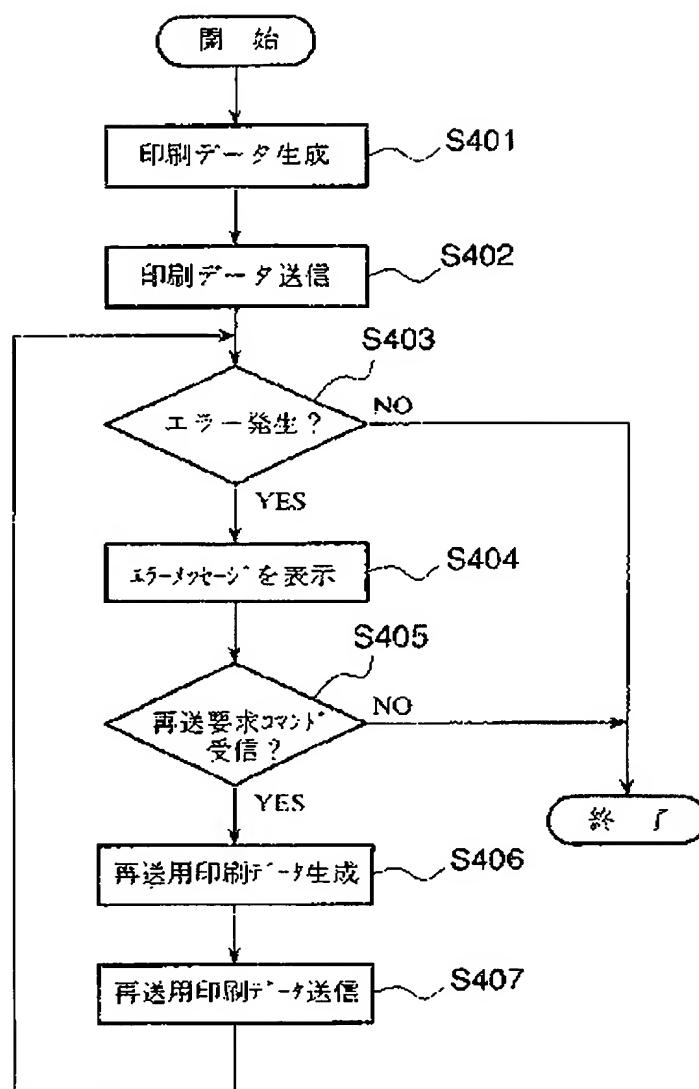 開 始
印刷データ生成
S401
印刷データ送信
S402
S403
エラー発生?
NO
YES
エラーメッセージを表示
S404
S405
再送要求コマンド
受信?
NO
YES
終 了
再送用印刷データ生成
S406
再送用印刷データ送信
S407